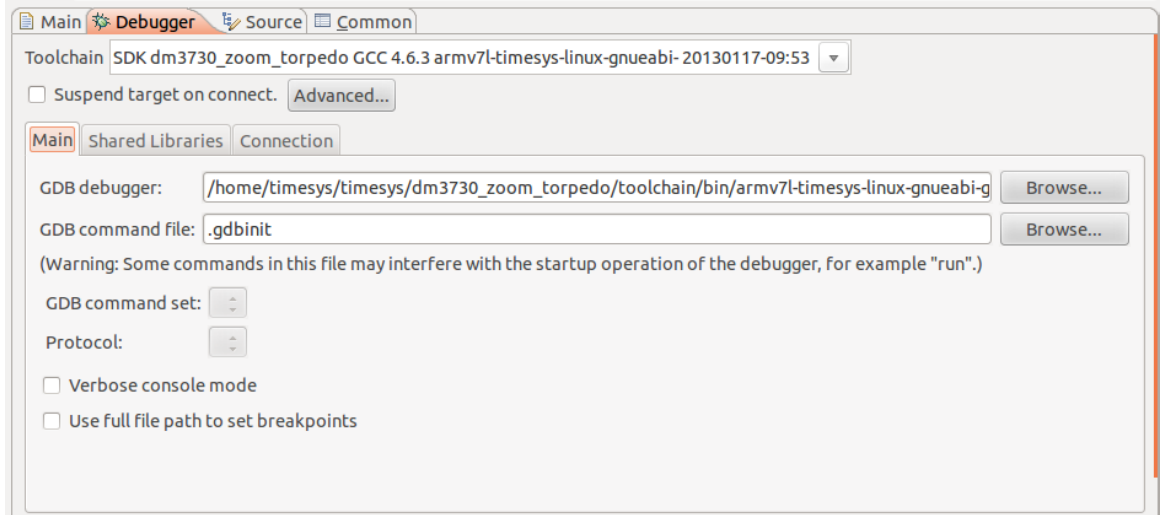 Main Debugger Source Common
Toolchain SDK dm3730_zoom_torpedo GCC 4.6.3 armv7l-timesys-linux-gnueabi- 20130117-09:53
Suspend target on connect. Advanced...
Main Shared Libraries Connection
GDB debugger: /home/timesys/timesys/dm3730_zoom_torpedo/toolchain/bin/armv7l-timesys-linux-gnueabi-g Browse...
GDB command file: .gdbinit Browse...
(Warning: Some commands in this file may interfere with the startup operation of the debugger, for example "run".)
GDB command set:
Protocol:
Verbose console mode
Use full file path to set breakpoints